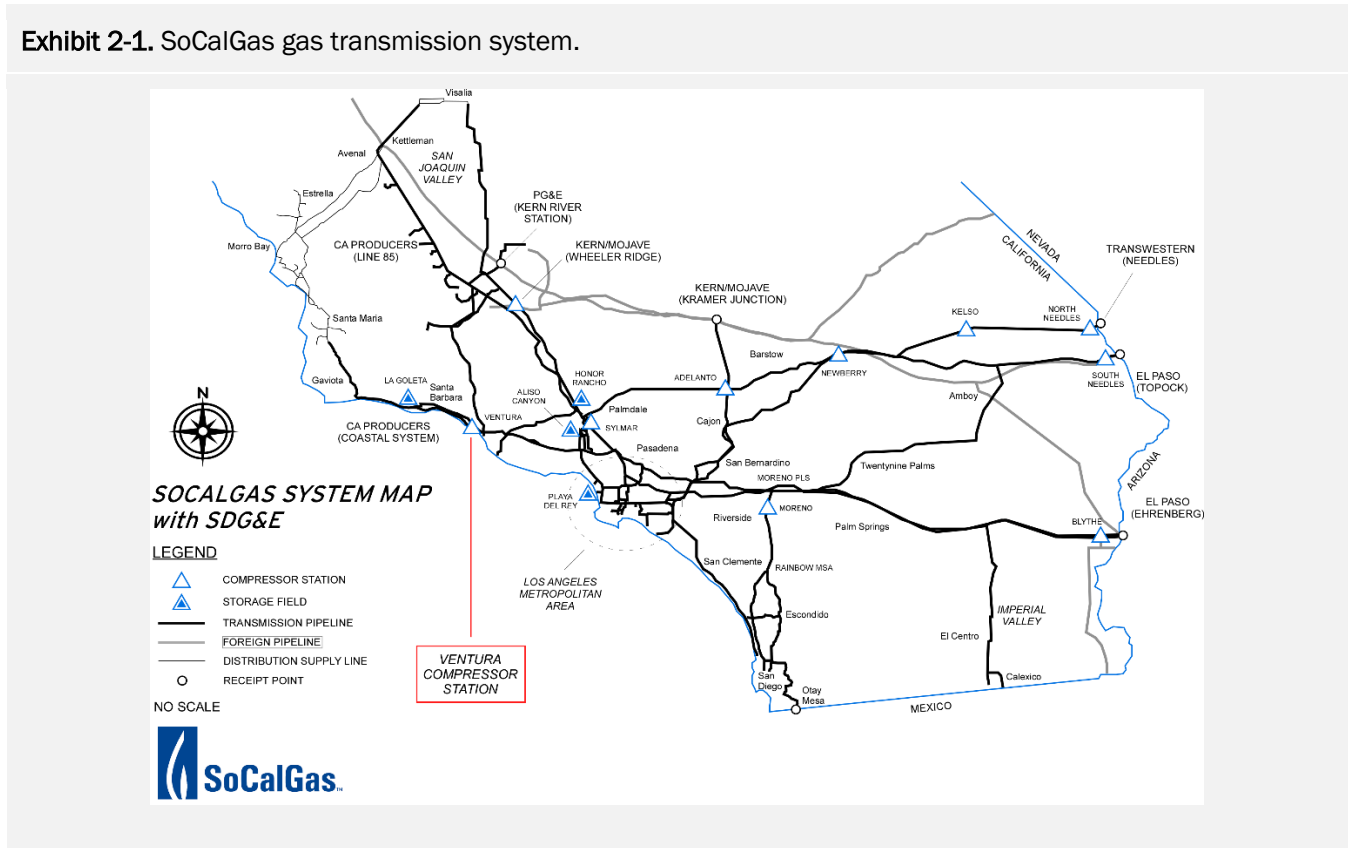 Exhibit 2-1. SoCalGas gas transmission system.
Visalia
Kettleman
Avenal
SAN
JOAQUIN
VALLEY
Estrella
PG&E
(KERN RIVER
STATION)
Morro Bay
CA PRODUCERS
(LINE 85)
KERN/MOJAVE
(WHEELER RIDGE)
NEVADA
CALIFORNIA
TRANSWESTERN
(NEEDLES)
KERN/MOJAVE
(KRAMER JUNCTION)
Santa Maria
KELSO
NORTH
NEEDLES
Barstow
NEWBERRY
SOUTH
NEEDLES
EL PASO
(TOPOCK)
Gaviota
LA GOLETA
Santa
Barbara
ALISO
CANYON
HONOR
RANCHO
ADELANTO
Amboy
N
CA PRODUCERS
(COASTAL SYSTEM)
VENTURA
Palmdale
SYLMAR
Cajon
Pasadena
San Bernardino
Twentynine Palms
MORENO PLS
ARIZONA
SOCALGAS SYSTEM MAP
with SDG&E
PLAYA
DEL REY
Riverside
MORENO
Palm Springs
BLYTHE
EL PASO
(EHRENBERG)
LEGEND
COMPRESSOR STATION
STORAGE FIELD
TRANSMISSION PIPELINE
FOREIGN PIPELINE
DISTRIBUTION SUPPLY LINE
RECEIPT POINT
NO SCALE
LOS ANGELES
METROPOLITAN
AREA
San Clemente
RAINBOW MSA
Escondido
IMPERIAL
VALLEY
El Centro
VENTURA
COMPRESSOR
STATION
San
Diego
Otay
Mesa
Calexico
MEXICO
SoCalGas